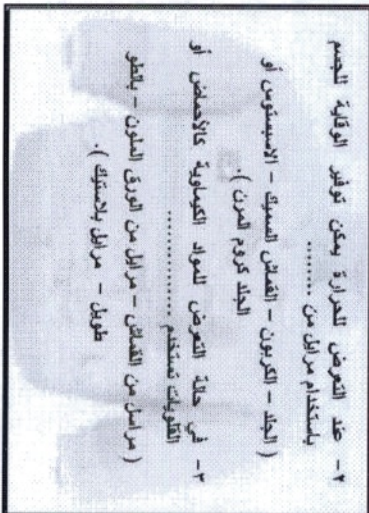 ٢- عند التعرض للحرارة يمكن توفير الوقاية للجسم
باستخدام مرايل من .........
( الجلد - الكربون - القماش السميك - الاسبستوس أو
الجلد كروم المرن ).
٣- في حالة التعرض للمواد الكيماوية كالأحماض أو
القلويات تستخدم ..............
( مراسل من القماش - مرايل من الورق الملون - بالطو
طويل - مرايل بلاستيك ).